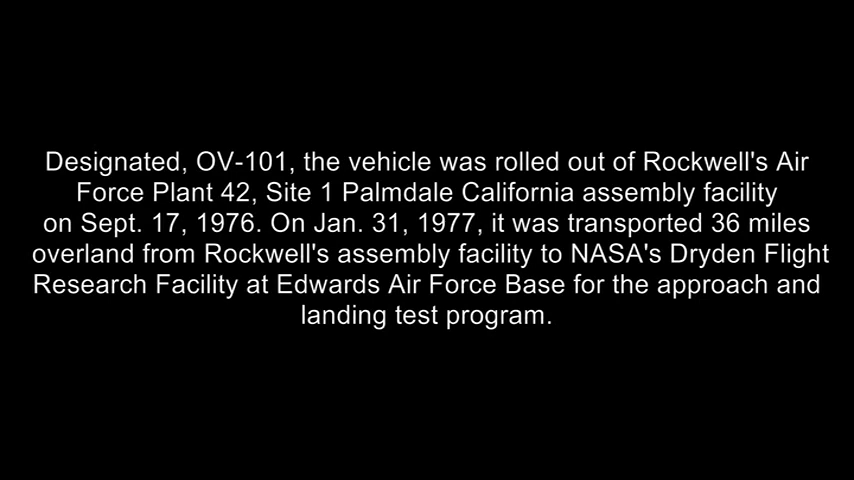 Designated, OV-101, the vehicle was rolled out of Rockwell's Air
Force Plant 42, Site 1 Palmdale California assembly facility
on Sept. 17, 1976. On Jan. 31, 1977, it was transported 36 miles
overland from Rockwell's assembly facility to NASA's Dryden Flight
Research Facility at Edwards Air Force Base for the approach and
landing test program.